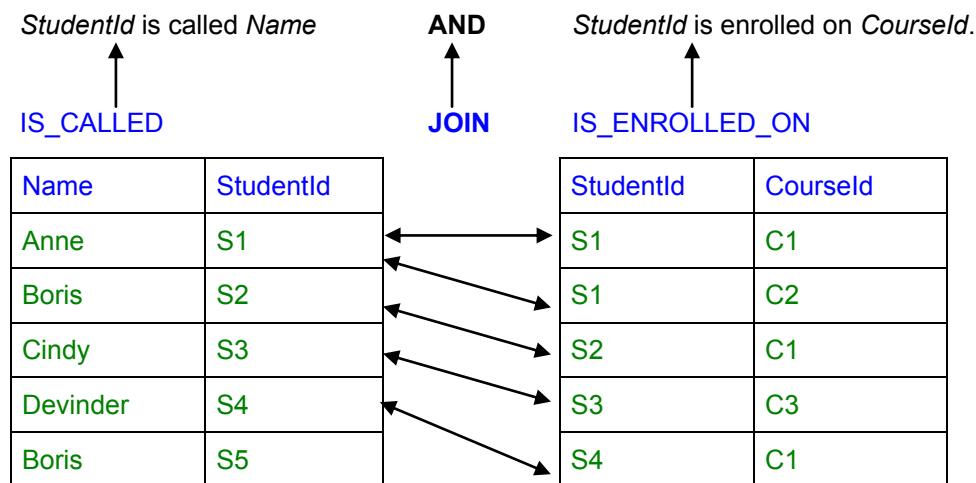 StudentId is called Name AND StudentId is enrolled on CourseId.
IS_CALLED JOIN IS_ENROLLED_ON
Name StudentId StudentId CourseId
Anne S1 S1 C1
Boris S2 S1 C2
Cindy S3 S2 C1
Devinder S4 S3 C3
Boris S5 S4 C1